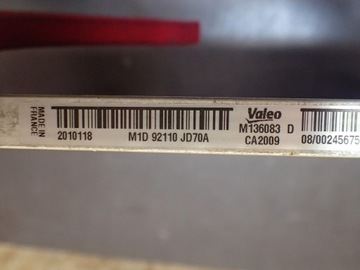 MADE IN
FRANCE
2010118
M1D 92110 JD70A
Valeo
M136083 D
CA2009
08/00245675